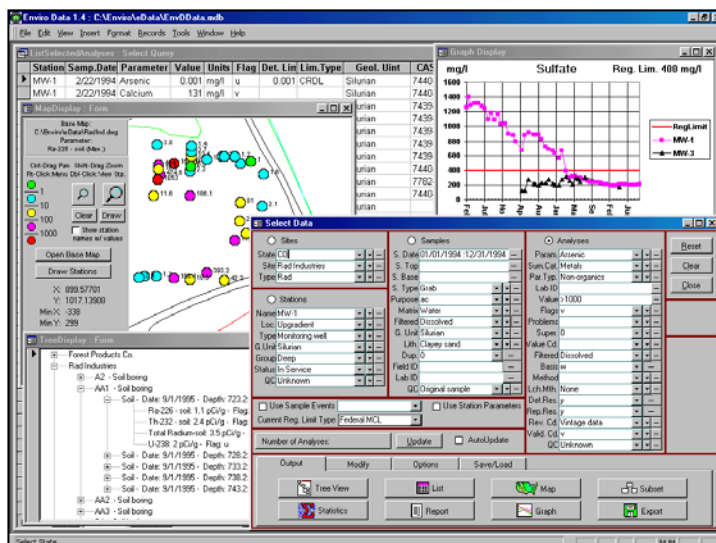 Enviro Data 1.4 : C:\Enviro\eData\EnvDData.mdb
File Edit View Insert Format Records Tools Window Help
ListSelectedAnalyses : Select Query
Station Samp.Date Parameter Value Units Flag Det. Lim Lim.Type Geol. Uint CAS
MW-1 2/22/1994 Arsenic 0.001 mg/l u 0.001 CRDL Silurian 7440
MW-1 2/22/1994 Calcium 131 mg/l v Silurian 7440
Graph Display
mg/l Sulfate Reg. Lim. 400 mg/l
1600
1400
1200
1000
800
600
400
200
0
RegLimit
MW-1
MW-3
MapDisplay : Form
Base Map:
C:\Enviro\eData\RadInd.dwg
Parameter:
Ra-226 - soil (Min.)
Ctrl-Drag: Pan Shift-Drag: Zoom
Rt-Click: Menu Dbl-Click: View Sta.
1
10
100
1000
Clear Draw
Show station
names w/ values
Open Base Map
Draw Stations
X: 899.57701
Y: 1017.13908
Min X: -338
Min Y: 299
TreeDisplay : Form
Forest Products Co.
Rad Industries
A2 - Soil boring
AA1 - Soil boring
Soil - Date: 9/1/1995 - Depth: 723.2
Ra-226 - soil: 1.1 pCi/g - Flag:
Th-232 - soil: 2.4 pCi/g - Flag:
Total Radium-soil: 3.5 pCi/g -
U-238: 2 pCi/g - Flag: u
Soil - Date: 9/1/1995 - Depth: 728.2
Soil - Date: 9/1/1995 - Depth: 733.
Soil - Date: 9/1/1995 - Depth: 738.
Soil - Date: 9/1/1995 - Depth: 743.2
AA2 - Soil boring
AA3 - Soil boring
Select Data
Sites
State CO
Site Rad Industries
Type Rad
Stations
Name MW-1
Loc. Upgradient
Type Monitoring well
G. Unit Silurian
Group Deep
Status In Service
QC Unknown
Samples
S. Date 01/01/1994 :12/31/1994
S. Top
S. Base
S. Type Grab
Purpose ac
Matrix Water
Filtered Dissolved
G. Unit Silurian
Lith. Clayey sand
Dup. 0
Field ID
Lab ID
QC Original sample
Analyses
Param. Arsenic
Sum.Cat. Metals
Par.Typ. Non-organics
Lab ID
Value >1000
Flags v
Problems
Super. 0
Value Cd.
Filtered Dissolved
Basis w
Method
Lch.Mth. None
Det.Res. y
Rep.Res. y
Rev. Cd. Vintage data
Valid. Cd. v
QC Unknown
Reset
Clear
Close
Use Sample Events Use Station Parameters
Current Reg. Limit Type: Federal MCL
Number of Analyses: Update AutoUpdate
Output Modify Options Save/Load
Tree View List Map Subset
Statistics Report Graph Export
Select State